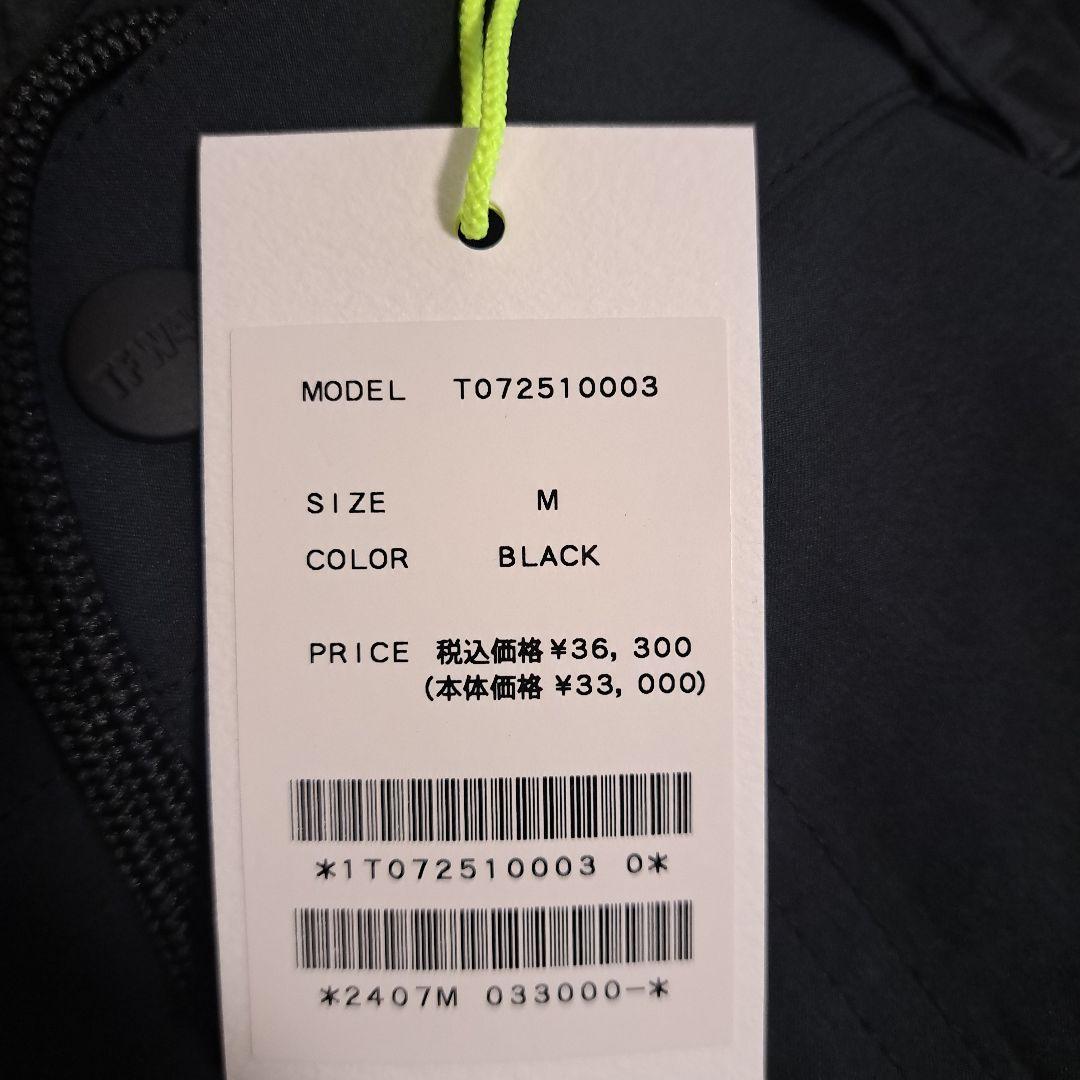 TFW4
MODEL T072510003
SIZE M
COLOR BLACK
PRICE 税込価格 ¥36,300
(本体価格 ¥33,000)
*1T072510003 0*
*2407M 033000-*